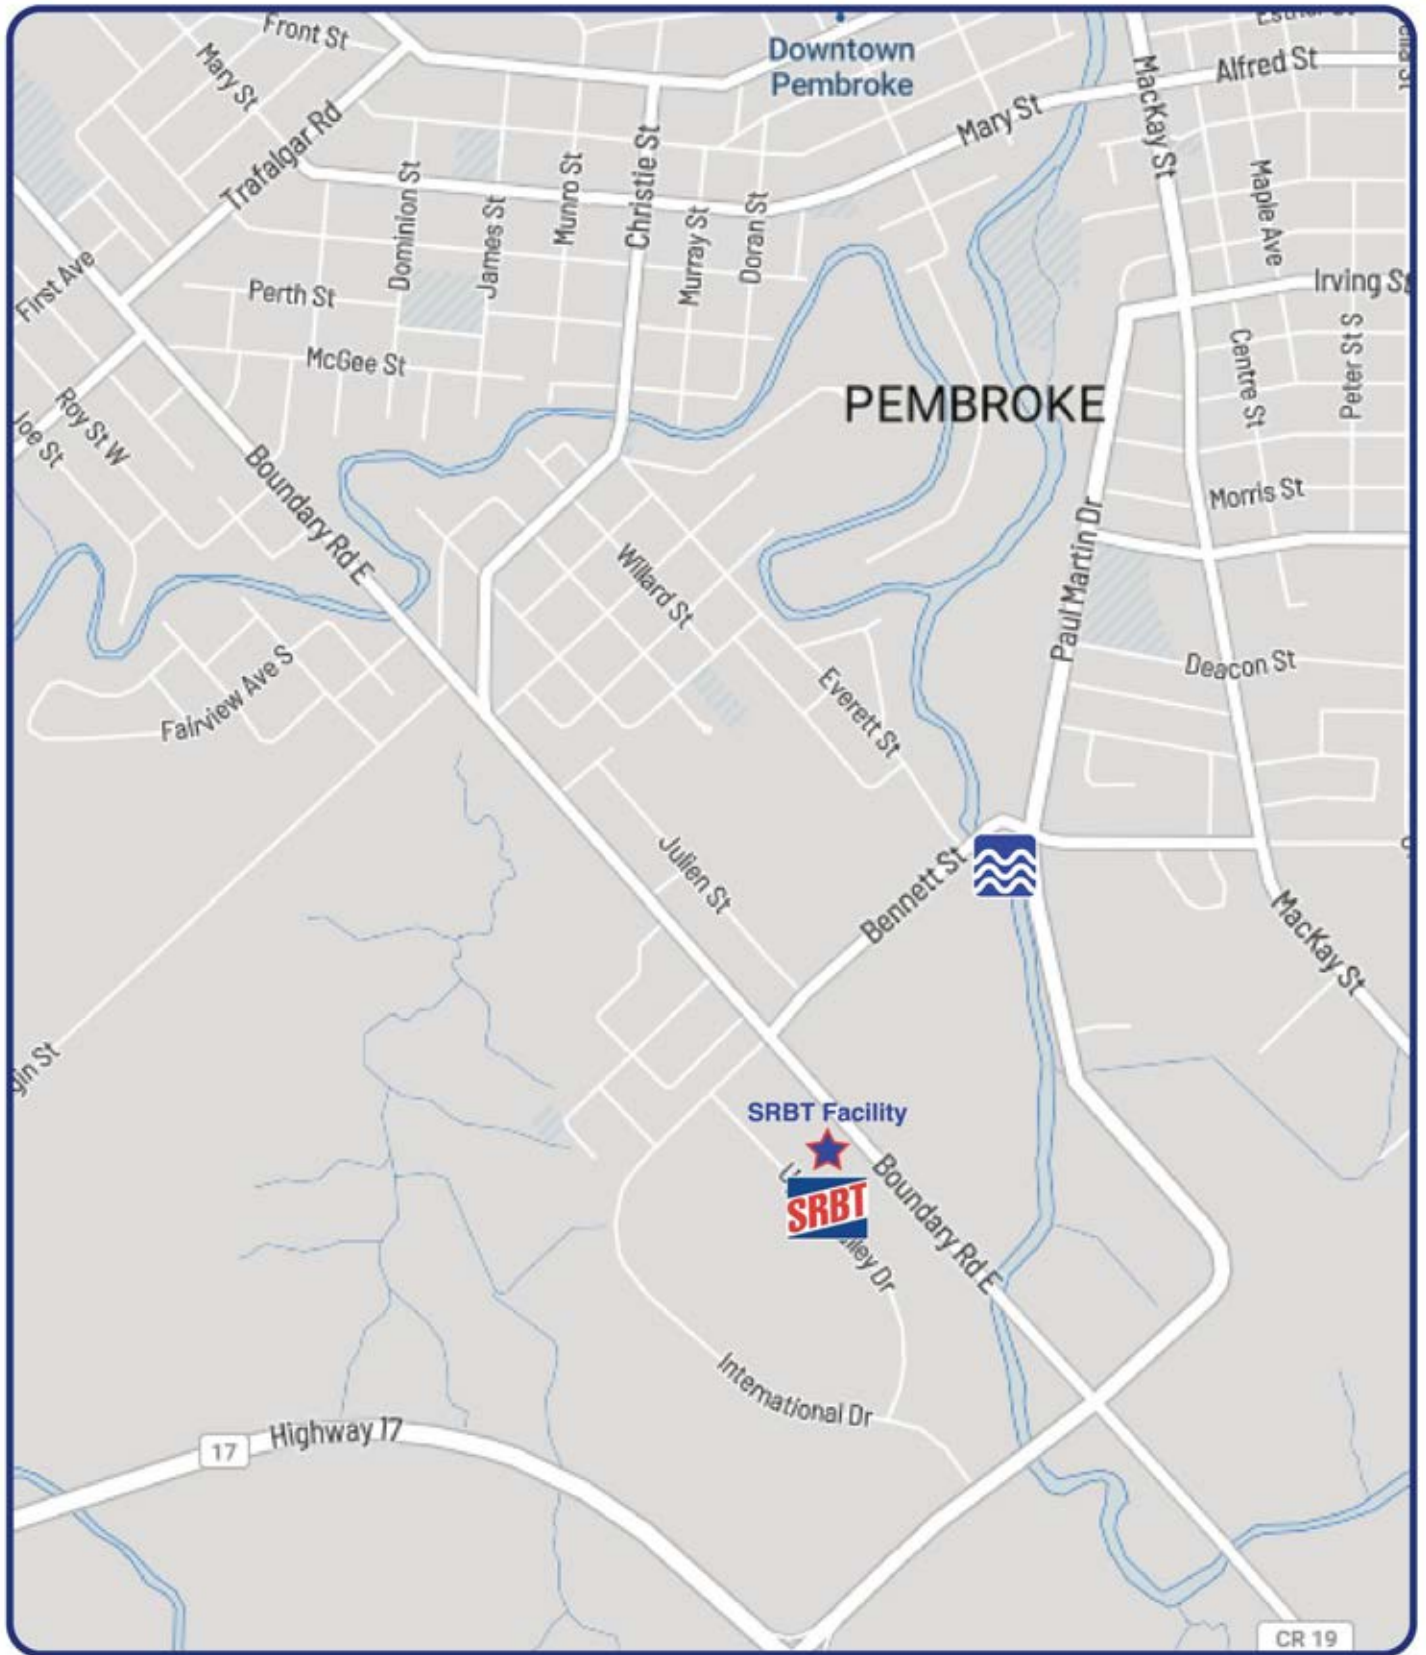 Front St
Mary St
Trafalgar Rd
Downtown
Pembroke
Mary St
MacKay St
Alfred St
Dominion St
James St
Munro St
Christie St
Murray St
Doran St
Maple Ave
First Ave
Perth St
McGee St
Irving St
Centre St
Peter St S
Roy St W
Joe St
PEMBROKE
Boundary Rd E
Morris St
Paul Martin Dr
Willard St
Fairview Ave S
Deacon St
Everett St
Julien St
Bennett St
MacKay St
gin St
SRBT Facility
SRBT
Boundary Rd E
International Dr
Highway 17
17
CR 19